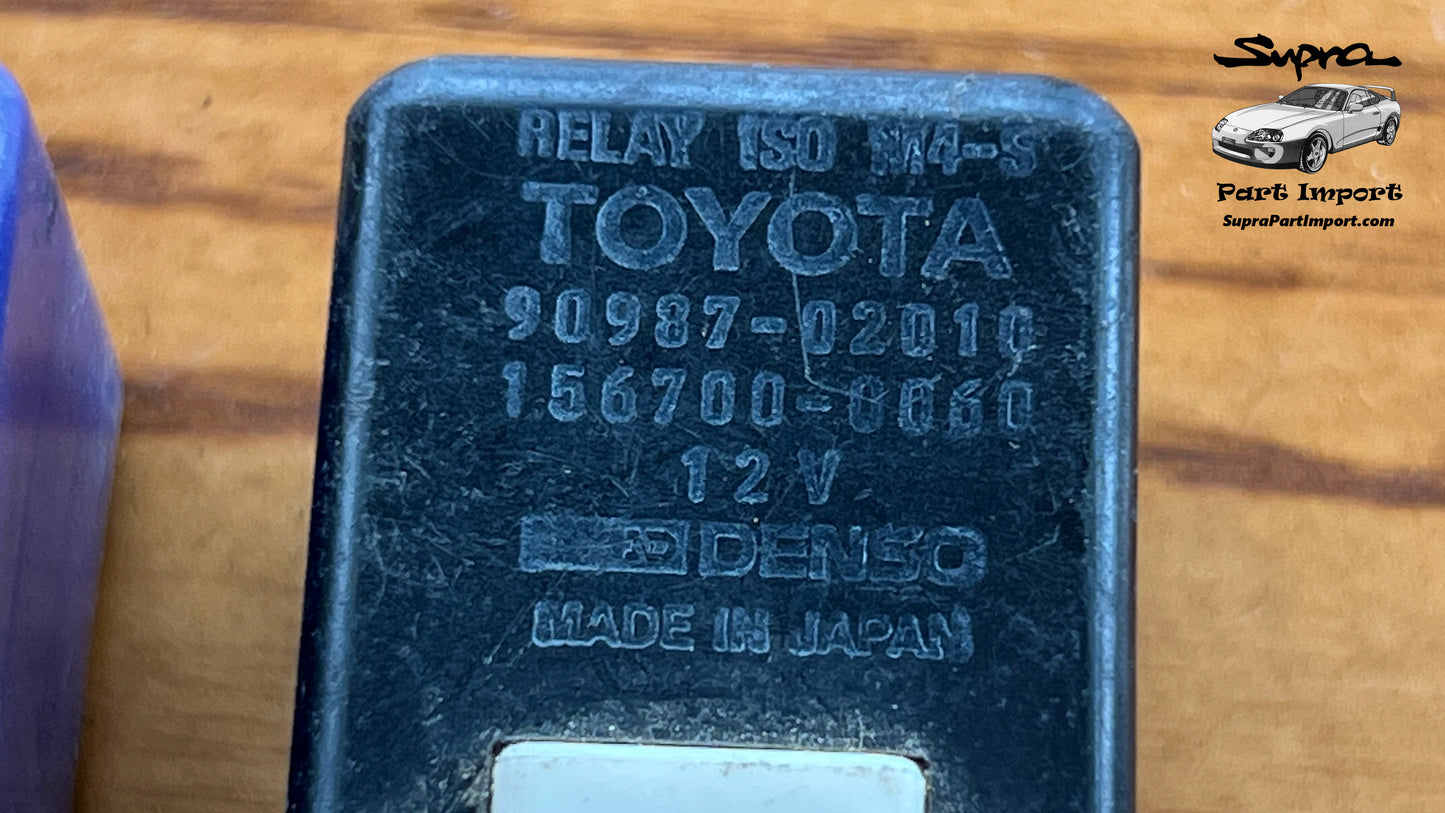 RELAY ISO M4-S
TOYOTA
90987-02010
156700-0060
12V
DENSO
MADE IN JAPAN
Supra
Part Import
SupraPartImport.com